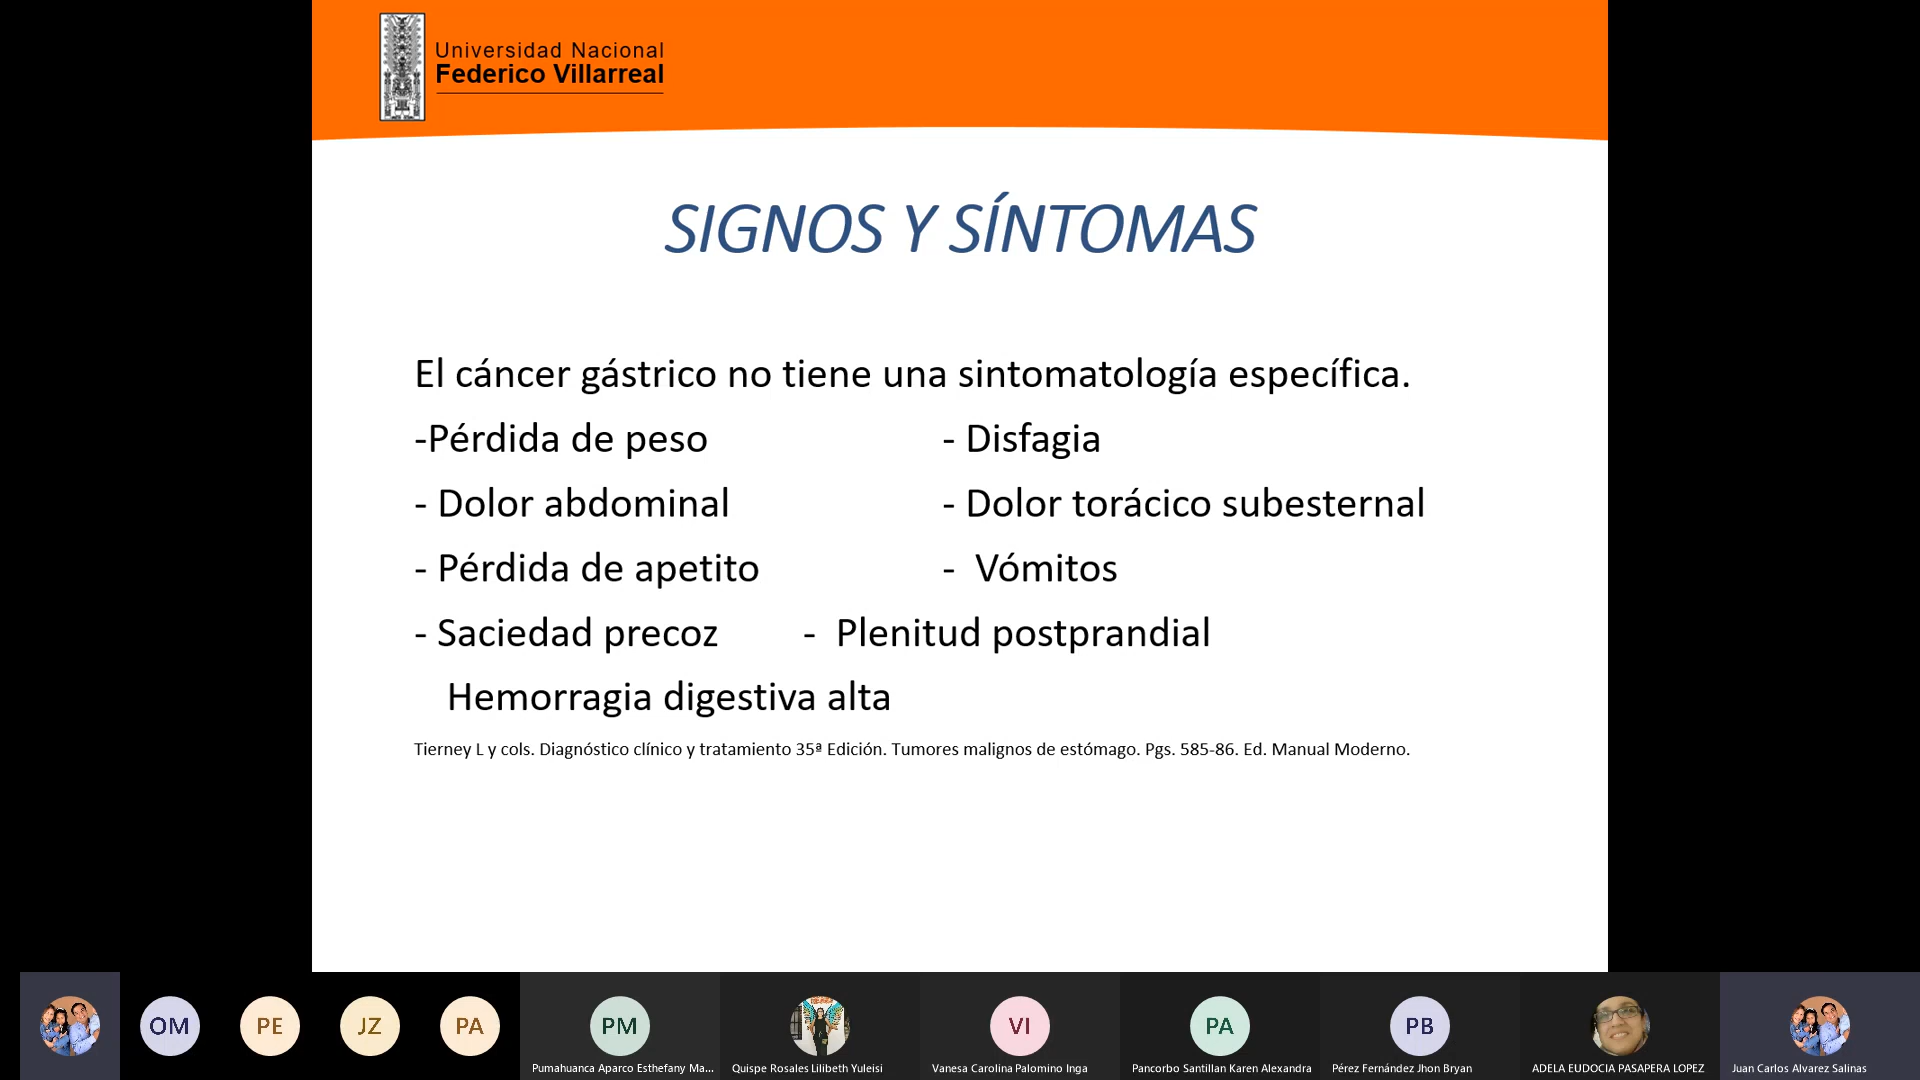 Universidad Nacional
Federico Villarreal
SIGNOS Y SÍNTOMAS
El cáncer gástrico no tiene una sintomatología específica.
-Pérdida de peso - Disfagia
- Dolor abdominal - Dolor torácico subesternal
- Pérdida de apetito - Vómitos
- Saciedad precoz - Plenitud postprandial
Hemorragia digestiva alta
Tierney L y cols. Diagnóstico clínico y tratamiento 35ª Edición. Tumores malignos de estómago. Pgs. 585-86. Ed. Manual Moderno.
OM PE JZ PA PM VI PA PB
Pumahuanca Aparco Esthefany Ma... Quispe Rosales Lilibeth Yuleisi Vanesa Carolina Palomino Inga Pancorbo Santillan Karen Alexandra Pérez Fernández Jhon Bryan ADELA EUDOCIA PASAPERA LOPEZ Juan Carlos Alvarez Salinas